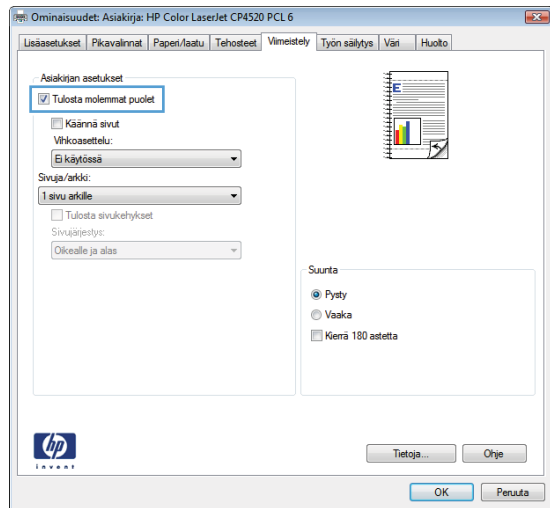 Ominaisuudet: Asiakirja: HP Color LaserJet CP4520 PCL 6
Lisäasetukset Pikavalinnat Paperi/laatu Tehosteet Viimeistely Työn säilytys Väri Huolto
Asiakirjan asetukset
Tulosta molemmat puolet
Käännä sivut
Vihkoasettelu:
Ei käytössä
Sivuja/arkki:
1 sivu arkille
Tulosta sivukehykset
Sivujärjestys:
Oikealle ja alas
E
Suunta
Pysty
Vaaka
Kierrä 180 astetta
hp
invent
Tietoja... Ohje
OK Peruuta